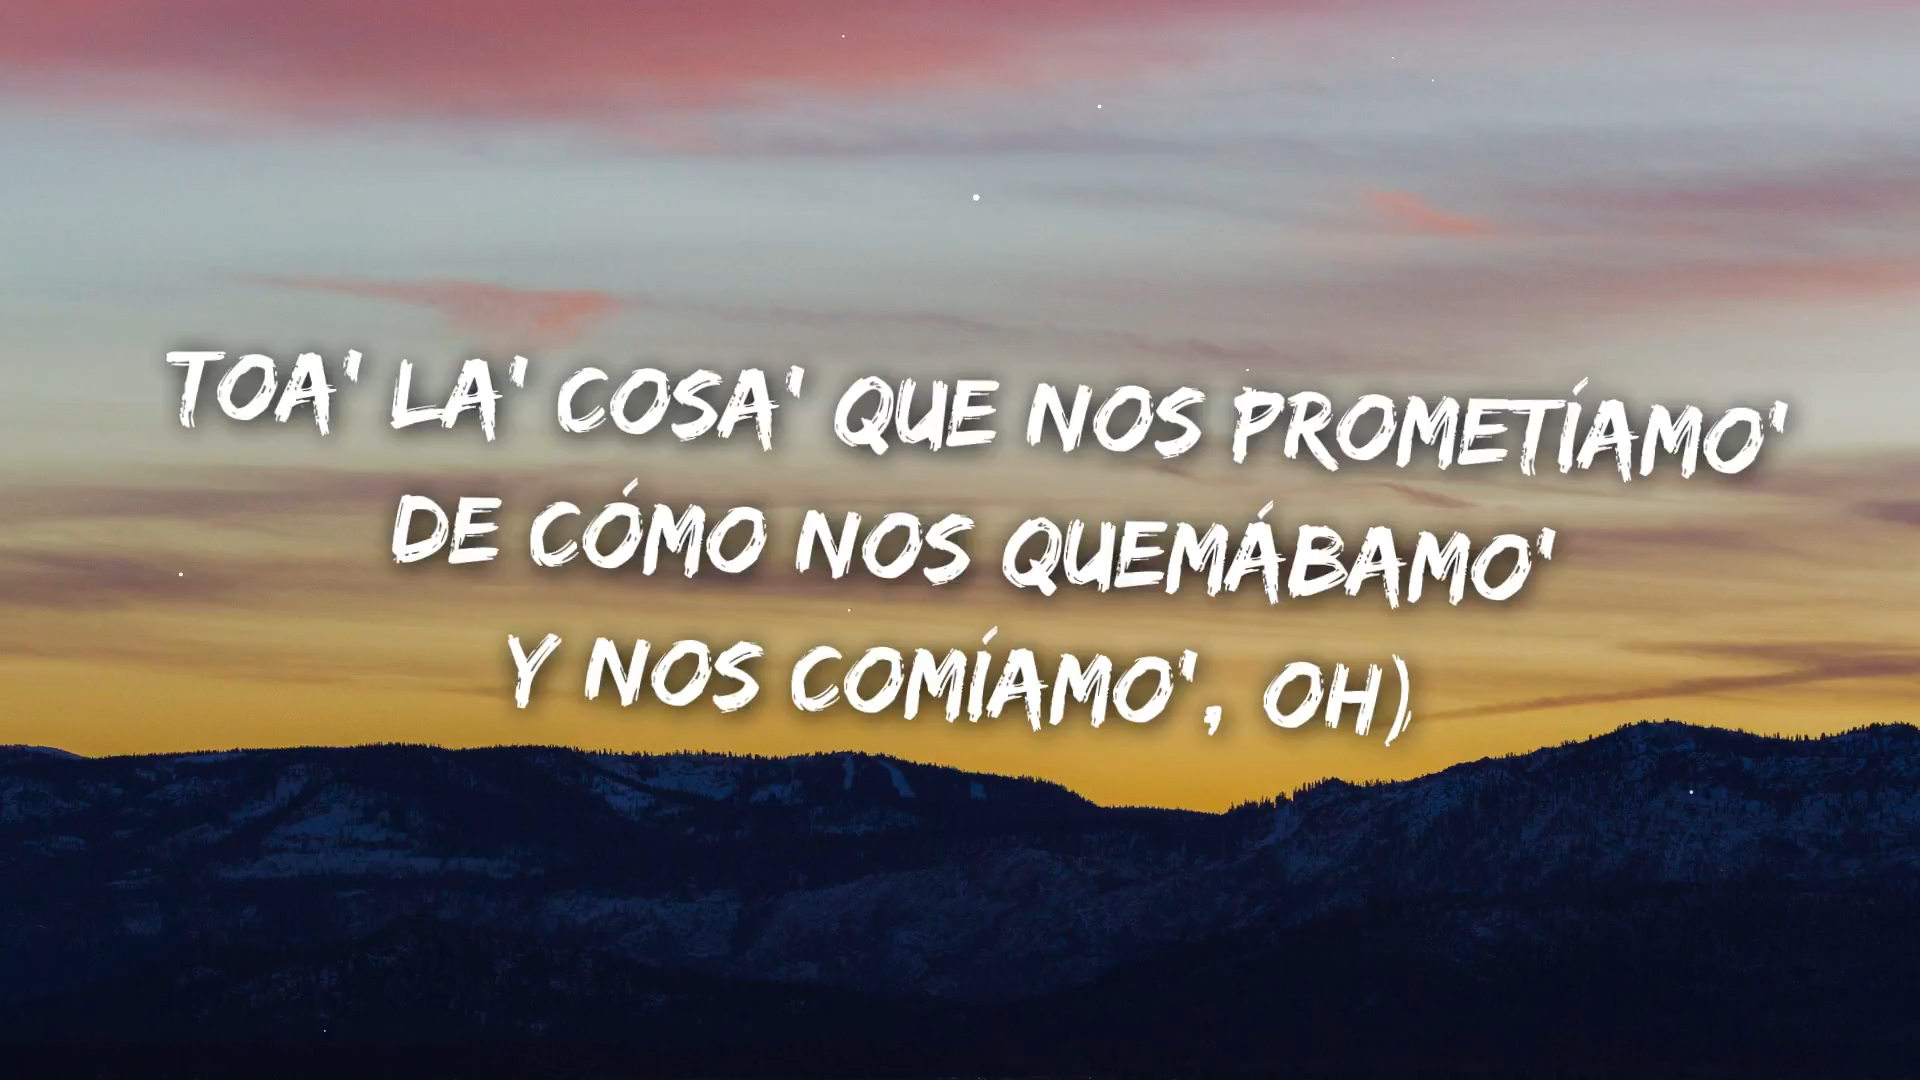 TOA' LA' COSA' QUE NOS PROMETÍAMO'
DE CÓMO NOS QUEMÁBAMO'
Y NOS COMÍAMO', OH)